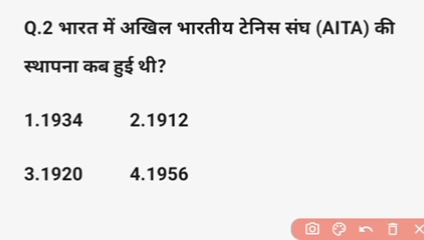 Q.2 भारत में अखिल भारतीय टेनिस संघ (AITA) की
स्थापना कब हुई थी?
1.1934 2.1912
3.1920 4.1956